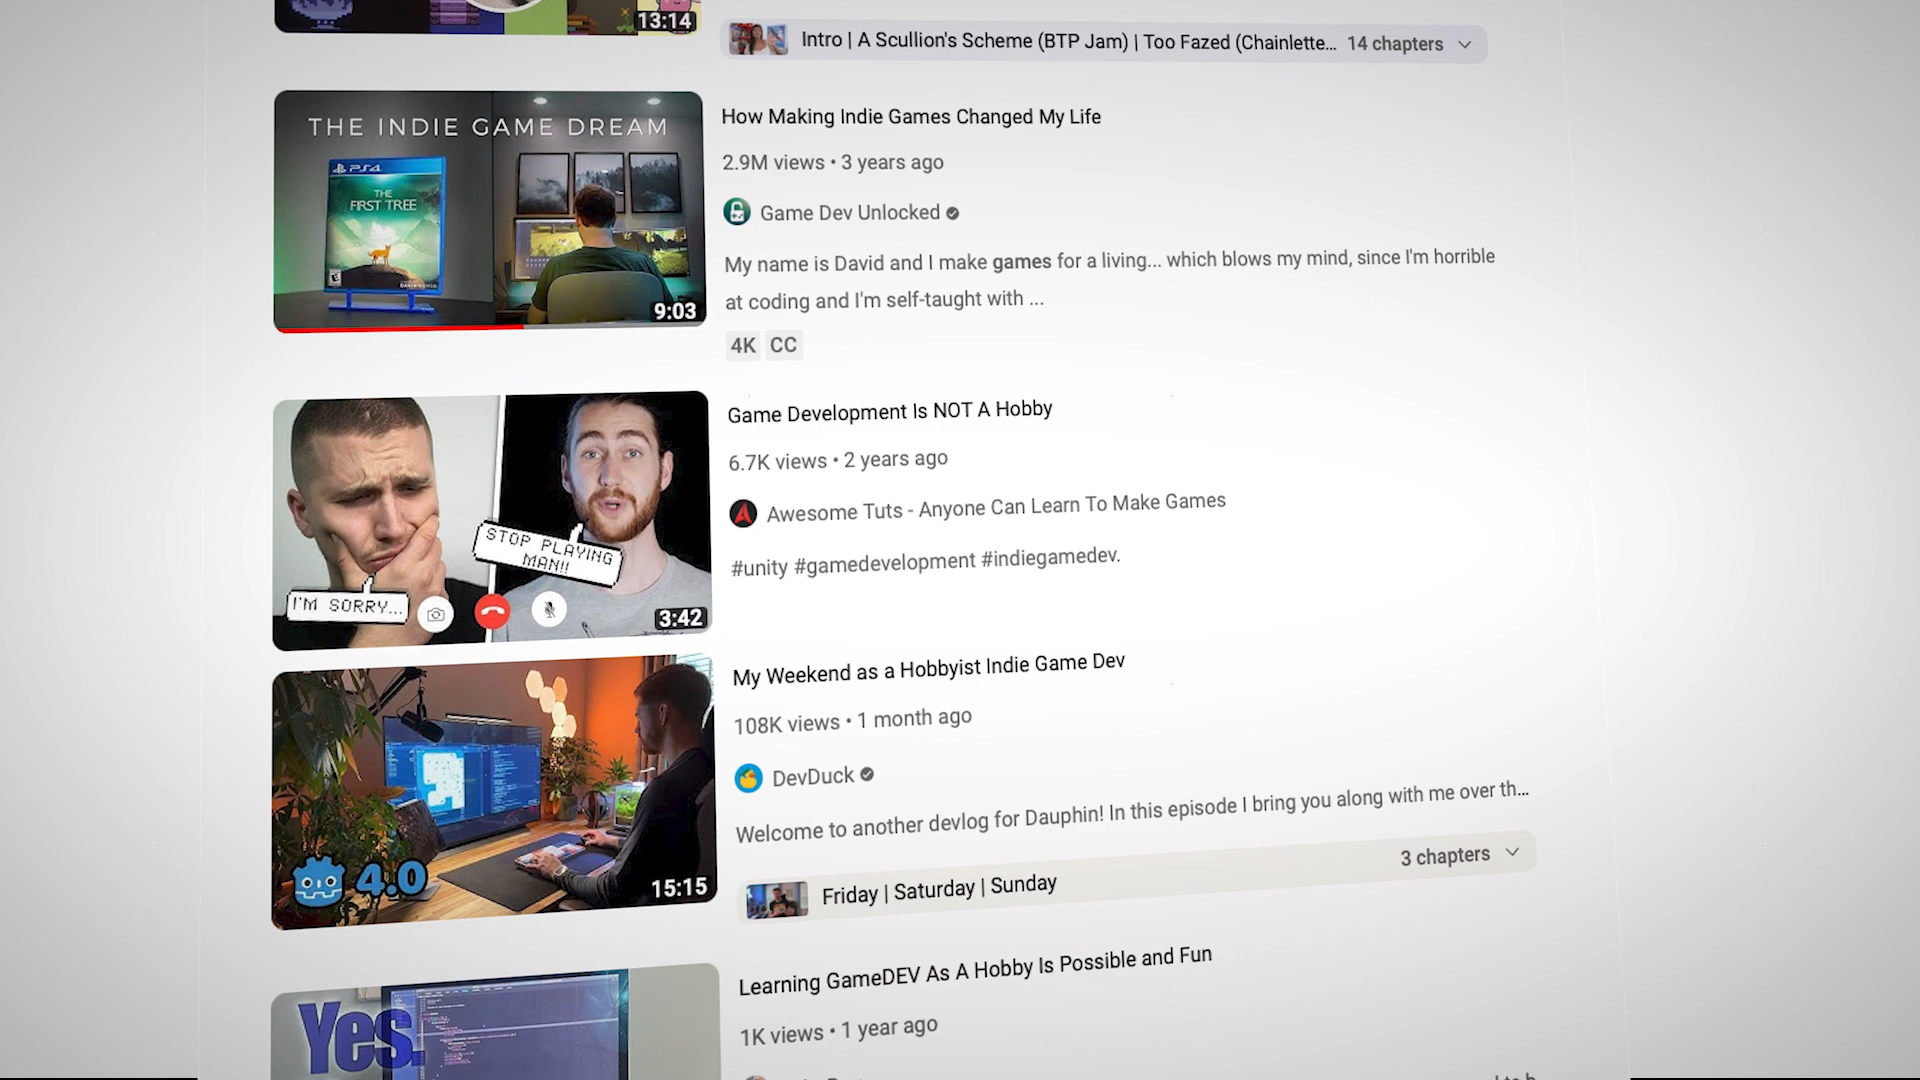 13:14
Intro | A Scullion's Scheme (BTP Jam) | Too Fazed (Chainlette... 14 chapters
THE INDIE GAME DREAM
PS4
THE
FIRST TREE
9:03
How Making Indie Games Changed My Life
2.9M views • 3 years ago
Game Dev Unlocked
My name is David and I make games for a living... which blows my mind, since I'm horrible
at coding and I'm self-taught with ...
4K CC
STOP PLAYING
MAN!!
I'M SORRY...
3:42
Game Development Is NOT A Hobby
6.7K views • 2 years ago
Awesome Tuts - Anyone Can Learn To Make Games
#unity #gamedevelopment #indiegamedev.
4.0
15:15
My Weekend as a Hobbyist Indie Game Dev
108K views • 1 month ago
DevDuck
Welcome to another devlog for Dauphin! In this episode I bring you along with me over th...
3 chapters
Friday | Saturday | Sunday
Yes.
Learning GameDEV As A Hobby Is Possible and Fun
1K views • 1 year ago